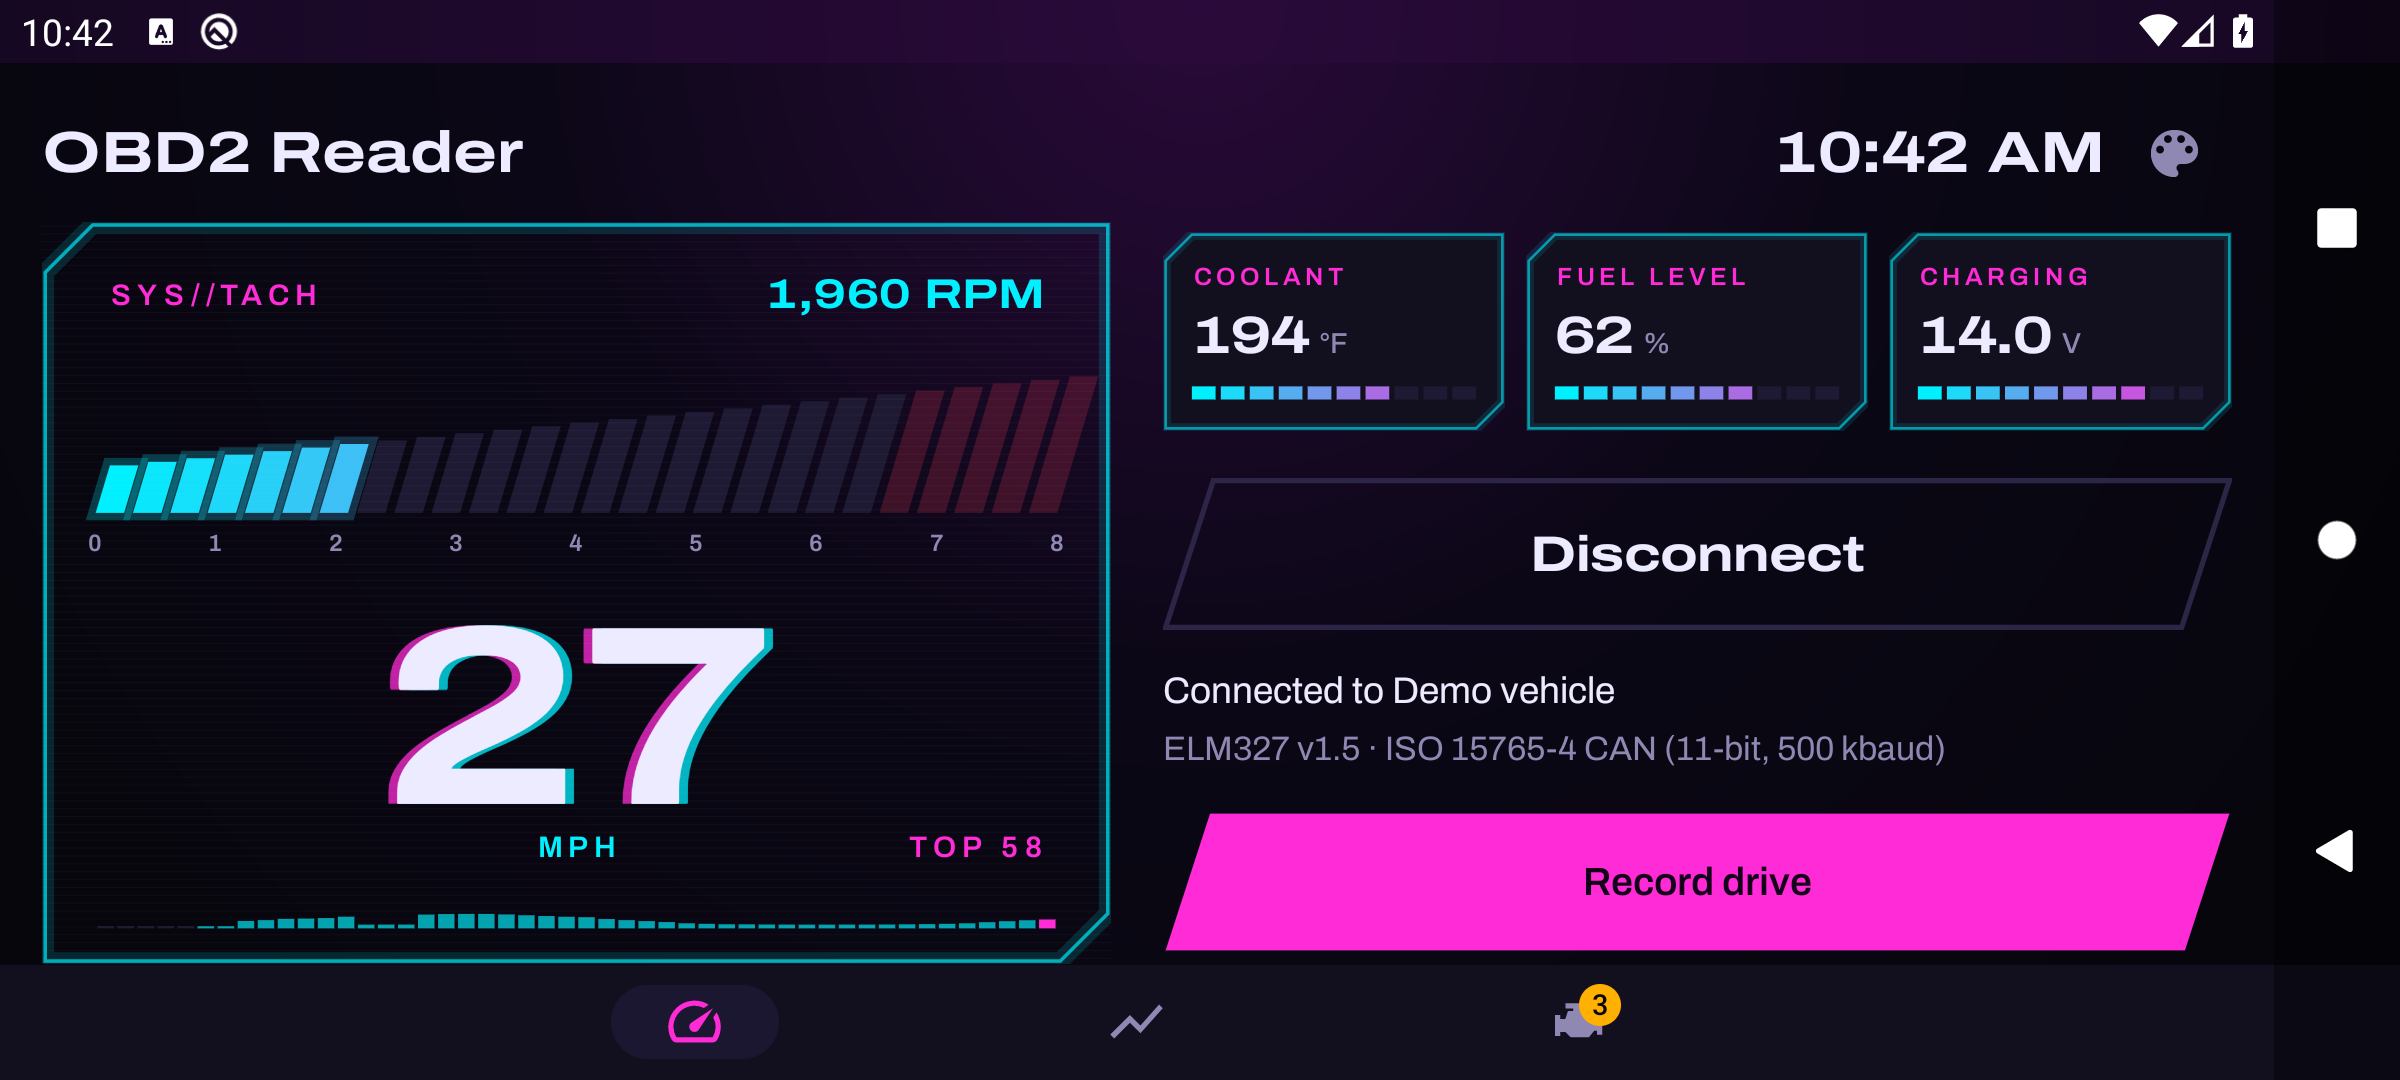 10:42
OBD2 Reader
10:42 AM
SYS//TACH
1,960 RPM
0 1 2 3 4 5 6 7 8
27
MPH
TOP 58
COOLANT
194 °F
FUEL LEVEL
62 %
CHARGING
14.0 V
Disconnect
Connected to Demo vehicle
ELM327 v1.5 · ISO 15765-4 CAN (11-bit, 500 kbaud)
Record drive
3